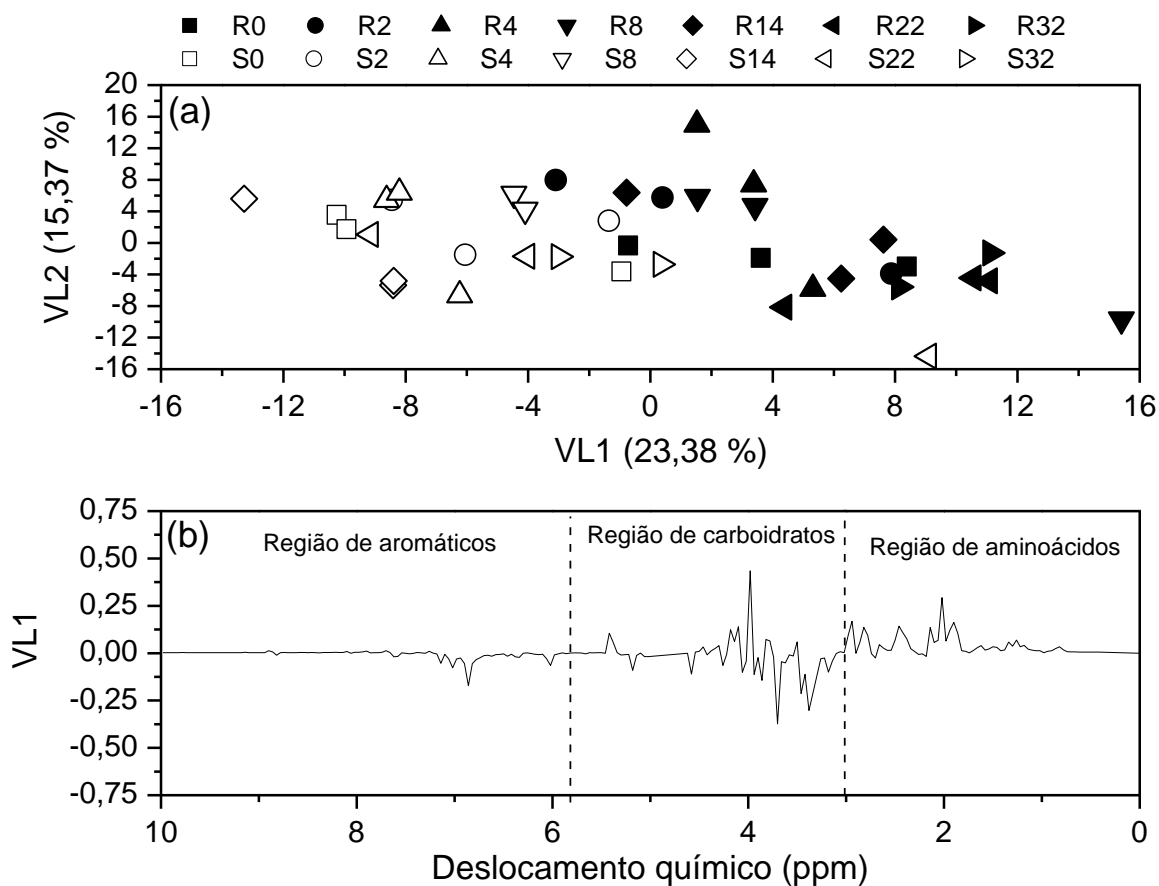 R0 R2 R4 R8 R14 R22 R32
S0 S2 S4 S8 S14 S22 S32
(a)
20
16
12
8
4
0
-4
-8
-12
-16
VL2 (15,37 %)
-16 -12 -8 -4 0 4 8 12 16
VL1 (23,38 %)
(b)
Região de aromáticos Região de carboidratos Região de aminoácidos
0,75
0,50
0,25
0,00
-0,25
-0,50
-0,75
VL1
10 8 6 4 2 0
Deslocamento químico (ppm)